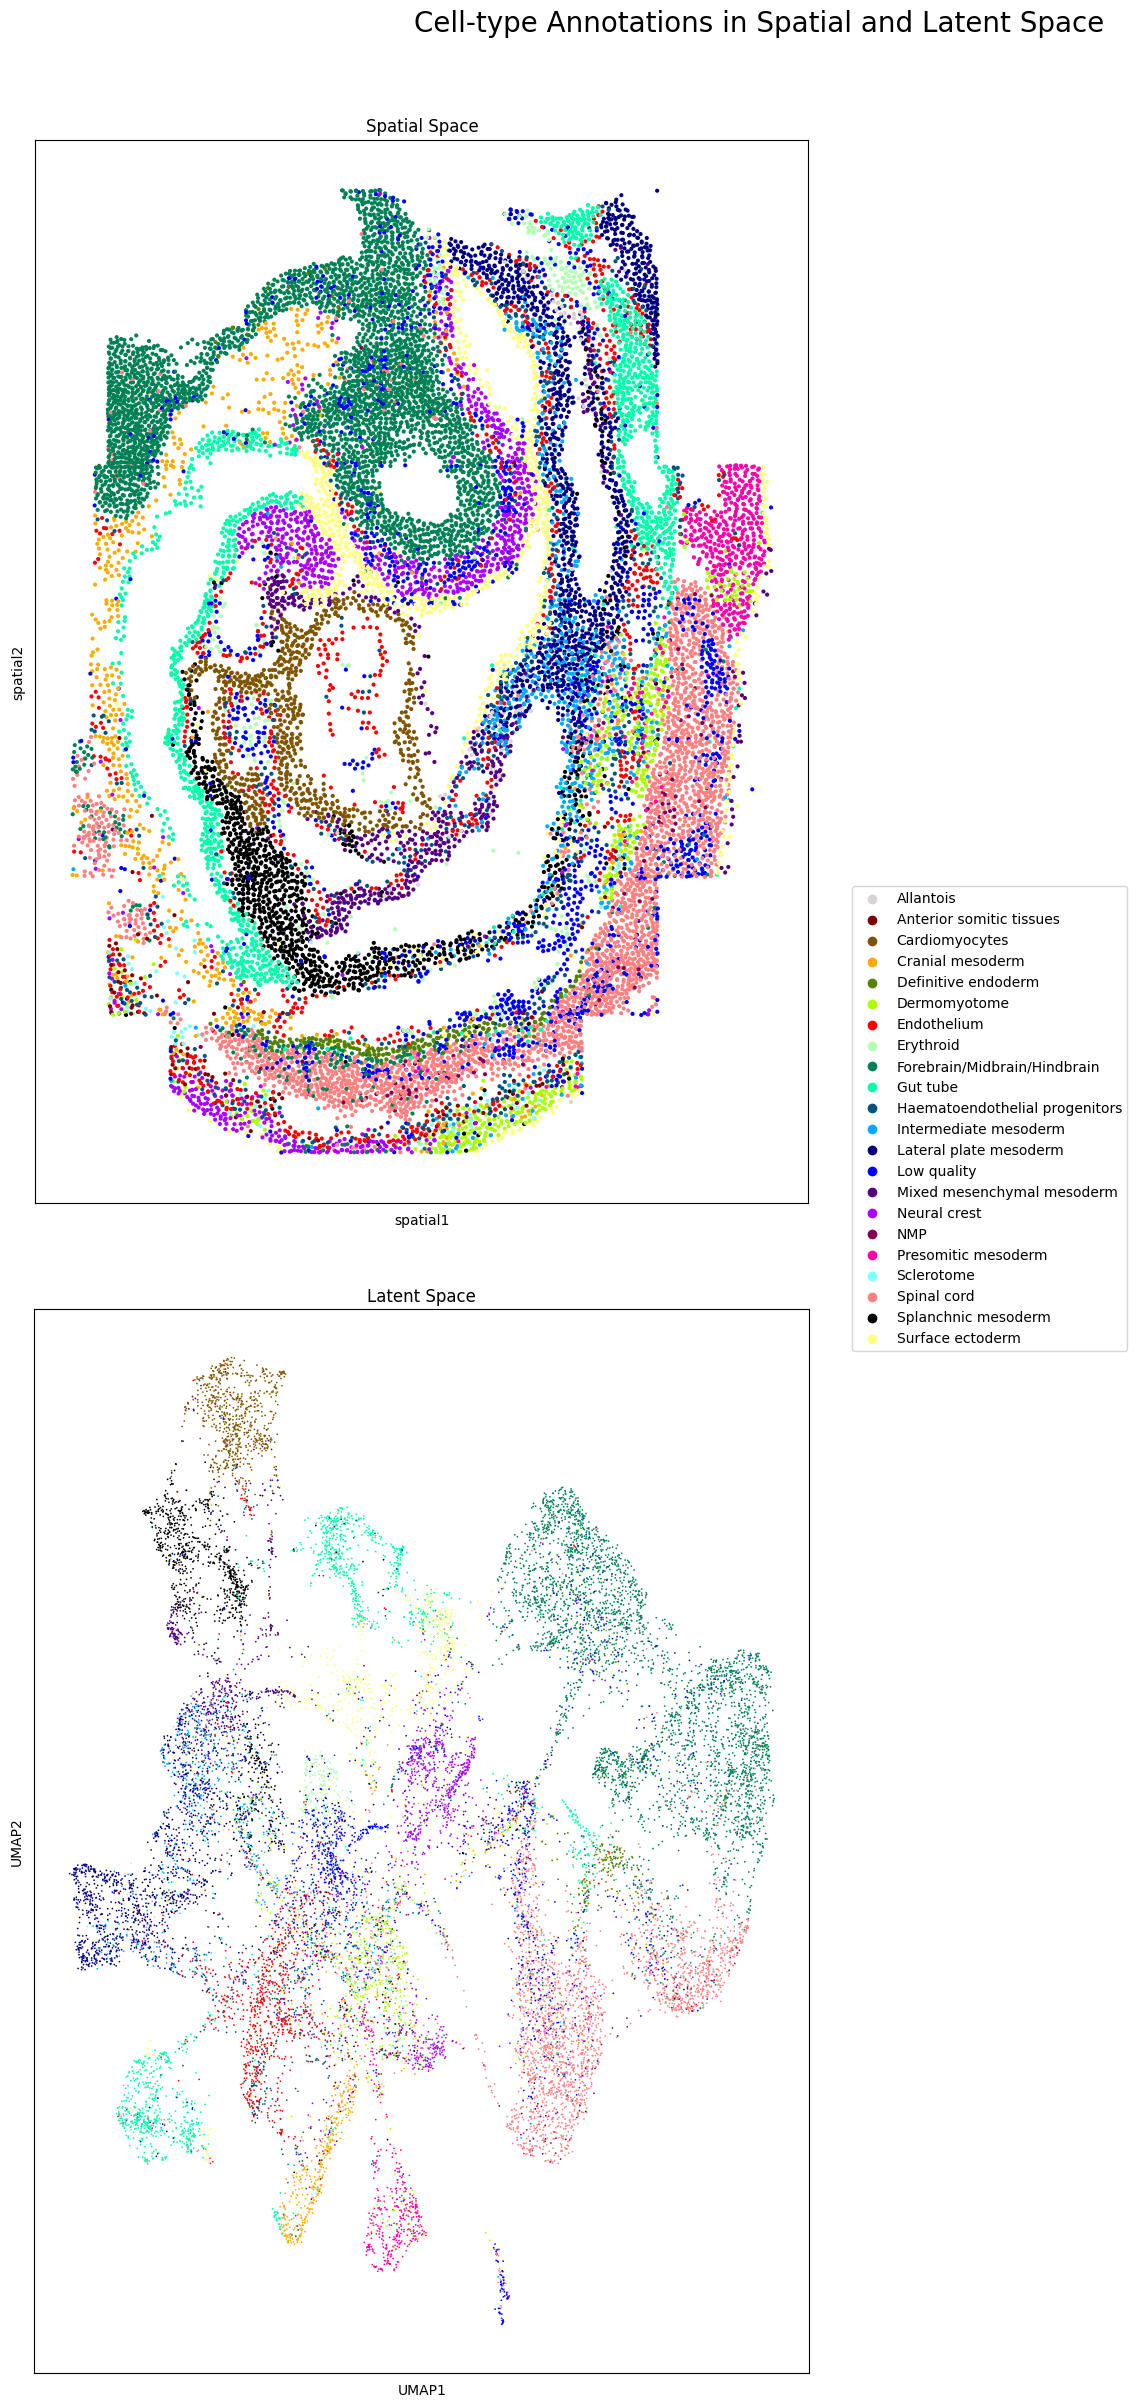 Cell-type Annotations in Spatial and Latent Space
Spatial Space
spatial2
spatial1
Allantois
Anterior somitic tissues
Cardiomyocytes
Cranial mesoderm
Definitive endoderm
Dermomyotome
Endothelium
Erythroid
Forebrain/Midbrain/Hindbrain
Gut tube
Haematoendothelial progenitors
Intermediate mesoderm
Lateral plate mesoderm
Low quality
Mixed mesenchymal mesoderm
Neural crest
NMP
Presomitic mesoderm
Sclerotome
Spinal cord
Splanchnic mesoderm
Surface ectoderm
Latent Space
UMAP2
UMAP1